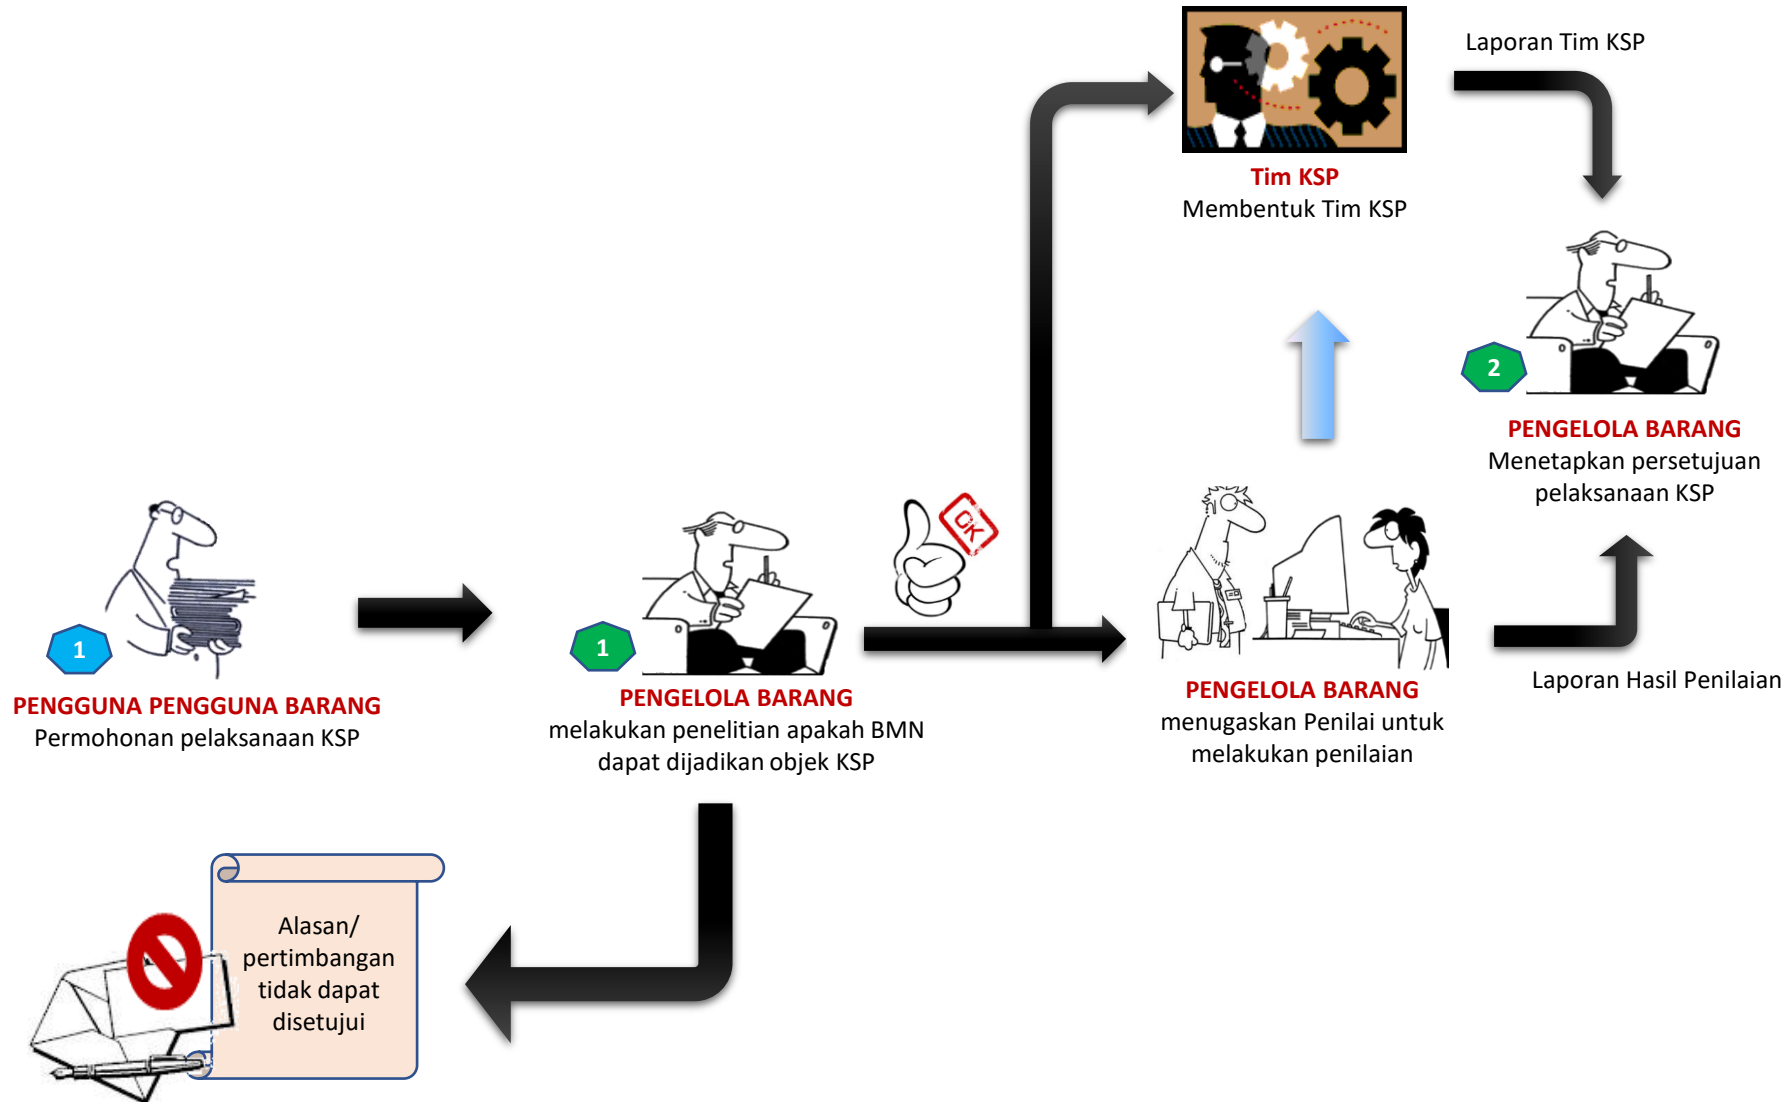 Laporan Tim KSP
Tim KSP
Membentuk Tim KSP
2
PENGELOLA BARANG
Menetapkan persetujuan
pelaksanaan KSP
OK
1
PENGGUNA PENGGUNA BARANG
Permohonan pelaksanaan KSP
1
PENGELOLA BARANG
melakukan penelitian apakah BMN
dapat dijadikan objek KSP
PENGELOLA BARANG
menugaskan Penilai untuk
melakukan penilaian
Laporan Hasil Penilaian
Alasan/
pertimbangan
tidak dapat
disetujui